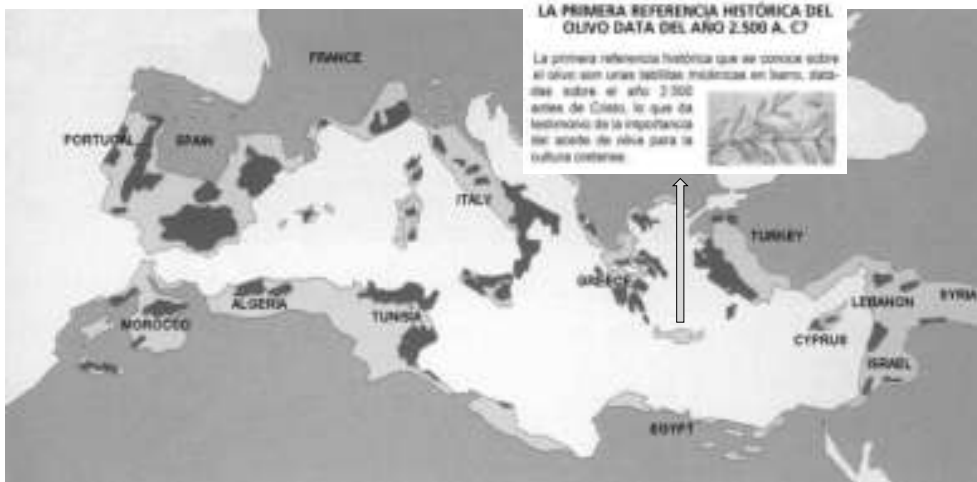 LA PRIMERA REFERENCIA HISTÓRICA DEL
OLIVO DATA DEL AÑO 2.500 A. C?
La primera referencia histórica que se conoce sobre
el olivo son unas tablillas en barro, data-
das sobre el año 2.500
antes de Cristo, lo que da
testimonio de la importancia
del aceite de oliva para la
cultura cretense.
FRANCE
PORTUGAL
SPAIN
ITALY
TURKEY
GREECE
ALGERIA
TUNISIA
MOROCCO
LEBANON
SYRIA
CYPRUS
ISRAEL
EGYPT